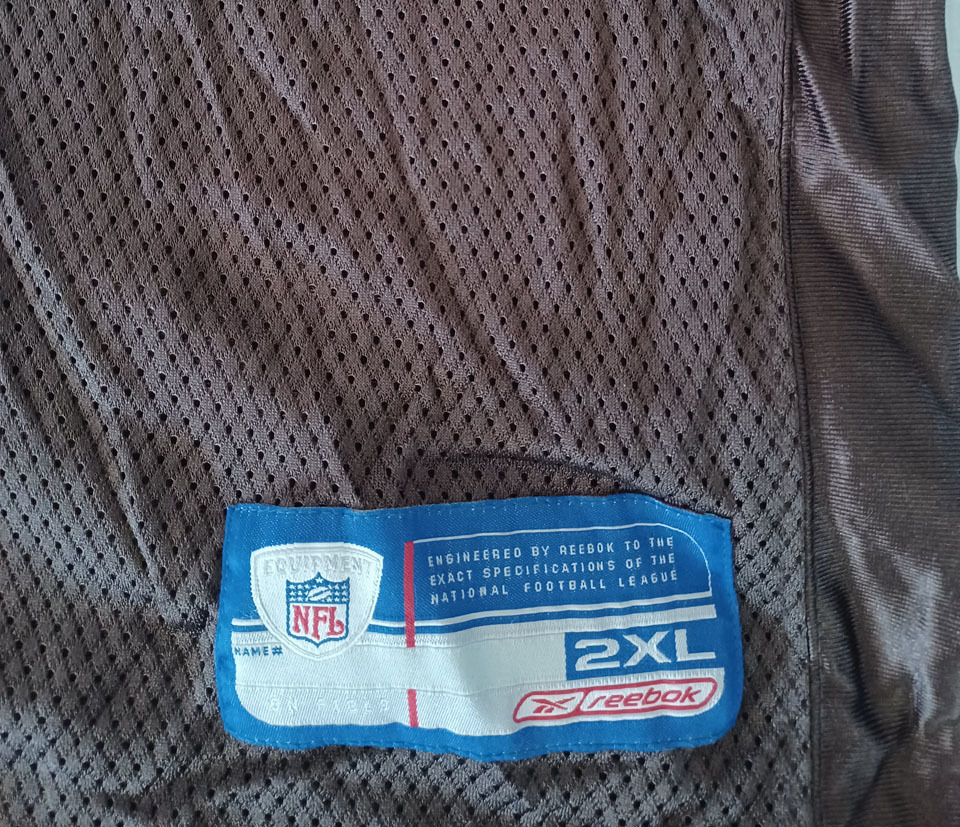 EQUIPMENT
NFL
ENGINEERED BY REEBOK TO THE
EXACT SPECIFICATIONS OF THE
NATIONAL FOOTBALL LEAGUE
NAME#
2XL
reebok